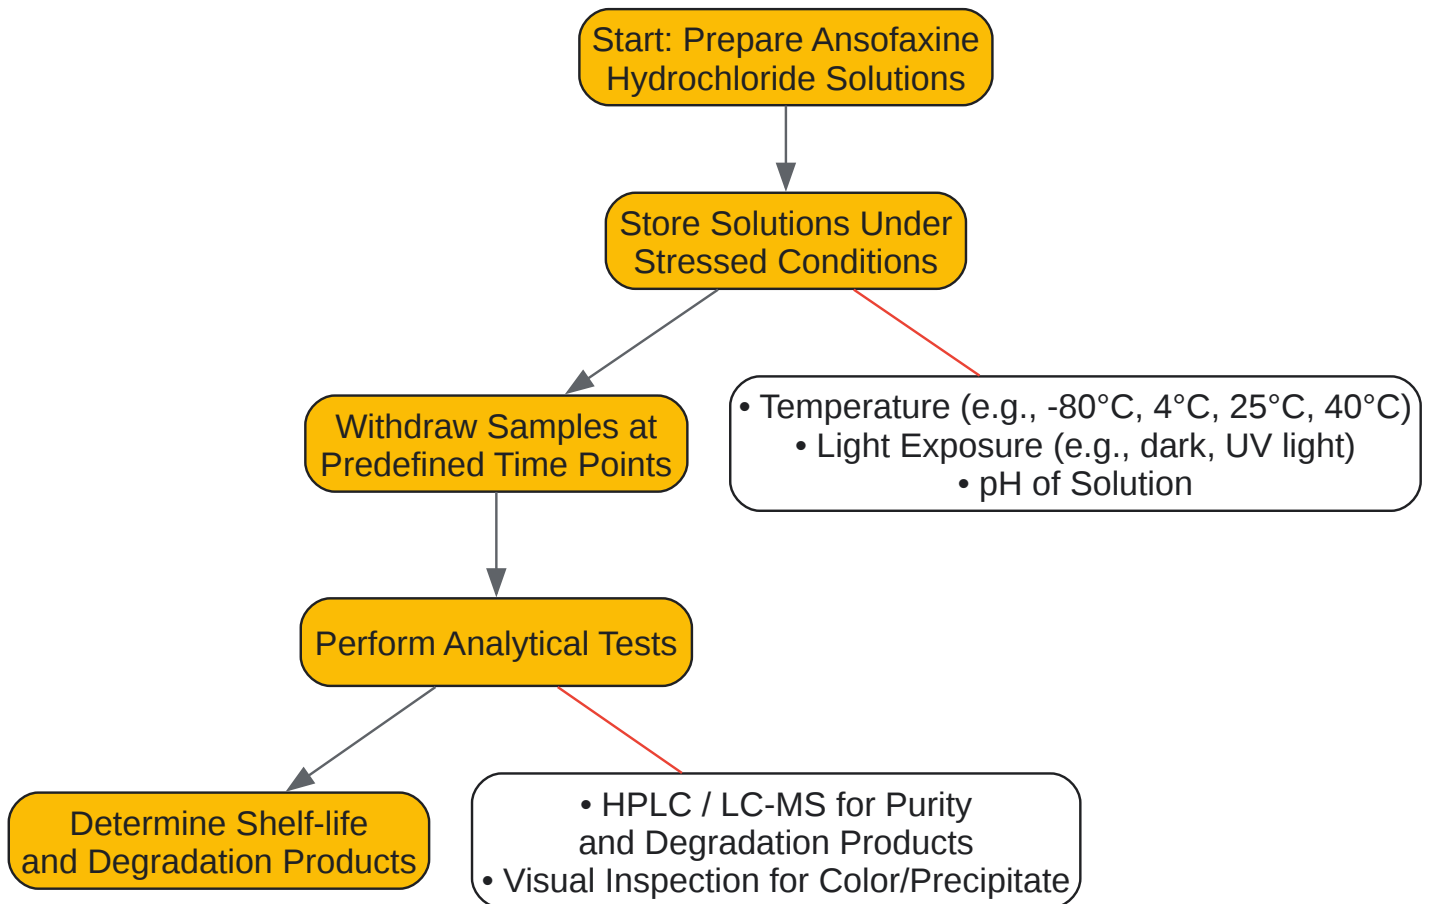 Start: Prepare Ansofaxine
Hydrochloride Solutions
Store Solutions Under
Stressed Conditions
• Temperature (e.g., -80°C, 4°C, 25°C, 40°C)
• Light Exposure (e.g., dark, UV light)
• pH of Solution
Withdraw Samples at
Predefined Time Points
Perform Analytical Tests
• HPLC / LC-MS for Purity
and Degradation Products
• Visual Inspection for Color/Precipitate
Determine Shelf-life
and Degradation Products